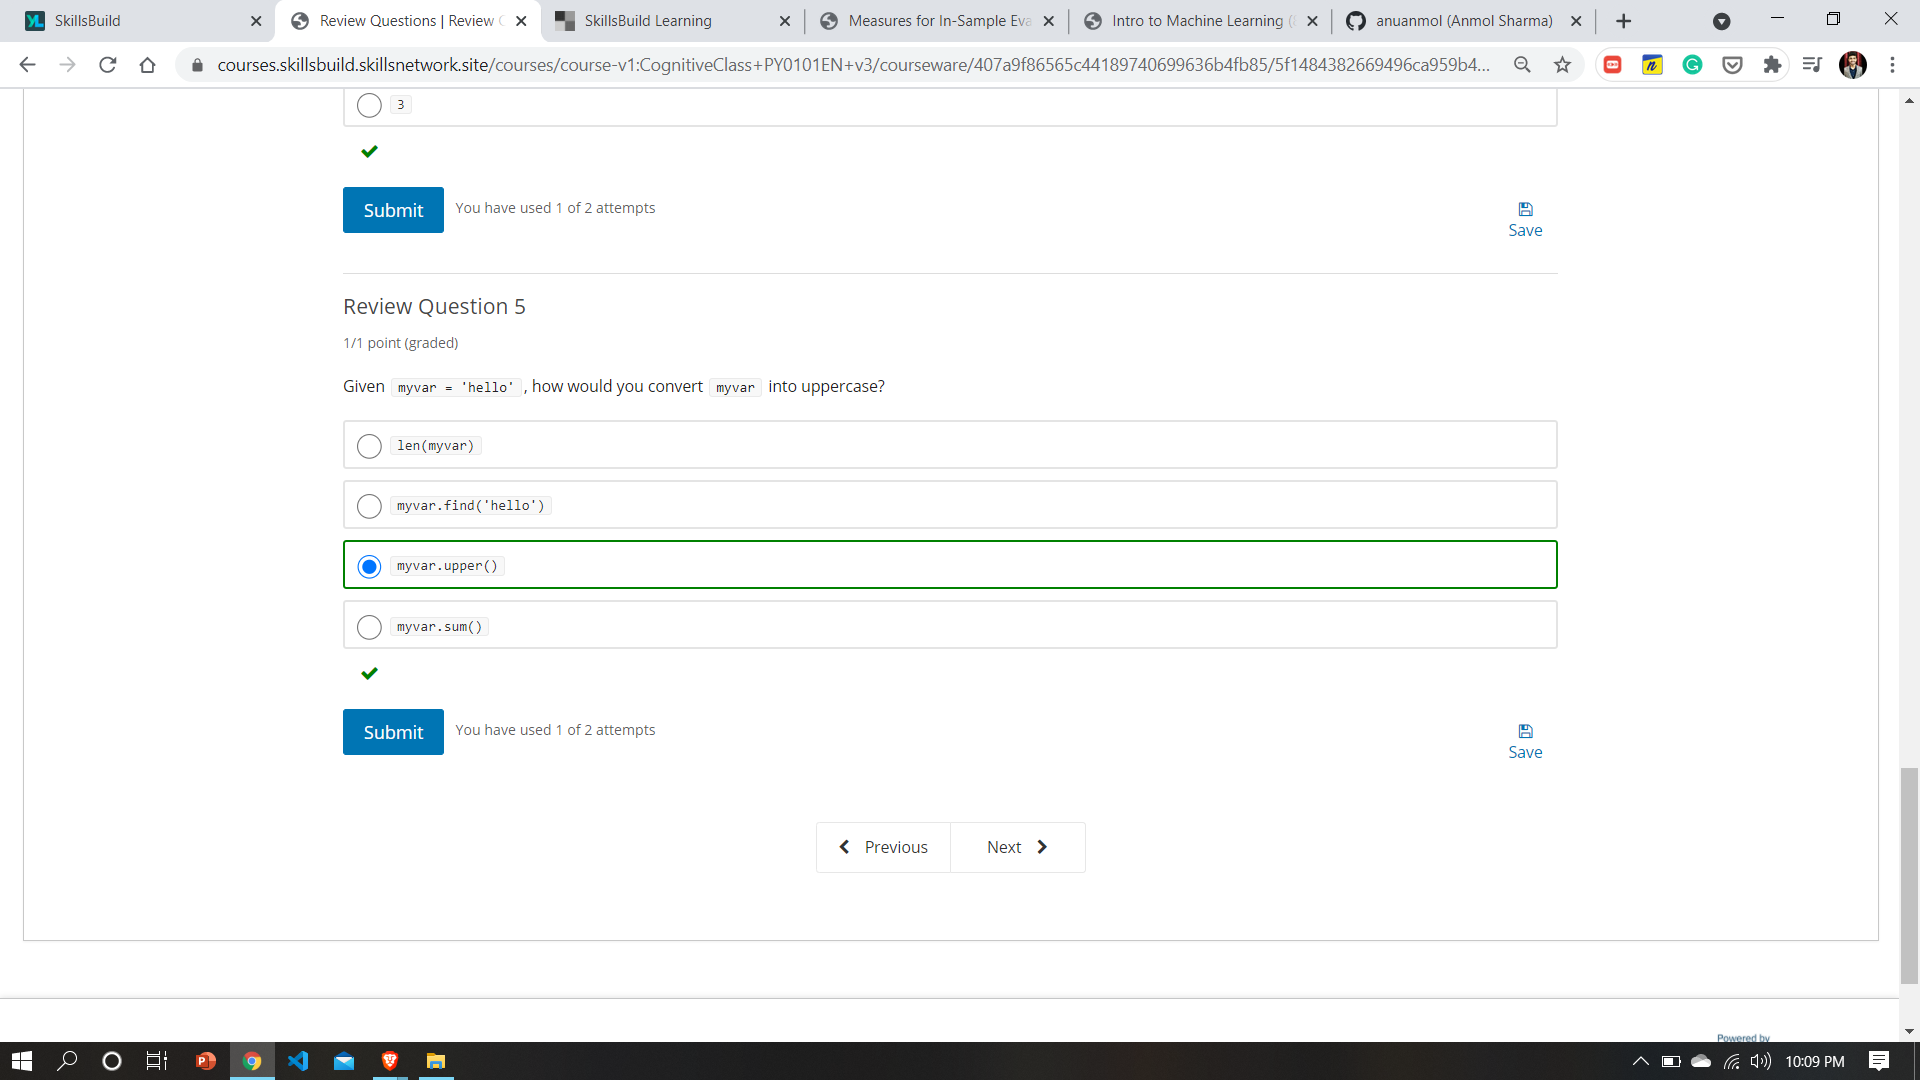 SkillsBuild
Review Questions | Review
SkillsBuild Learning
Measures for In-Sample Eva
Intro to Machine Learning (
anuanmol (Anmol Sharma)
courses.skillsbuild.skillsnetwork.site/courses/course-v1:CognitiveClass+PY0101EN+v3/courseware/407a9f86565c44189740699636b4fb85/5f1484382669496ca959b4...
3
Submit
You have used 1 of 2 attempts
Save
Review Question 5
1/1 point (graded)
Given myvar = 'hello' , how would you convert myvar into uppercase?
len(myvar)
myvar.find('hello')
myvar.upper()
myvar.sum()
Submit
You have used 1 of 2 attempts
Save
Previous
Next
Powered by
10:09 PM